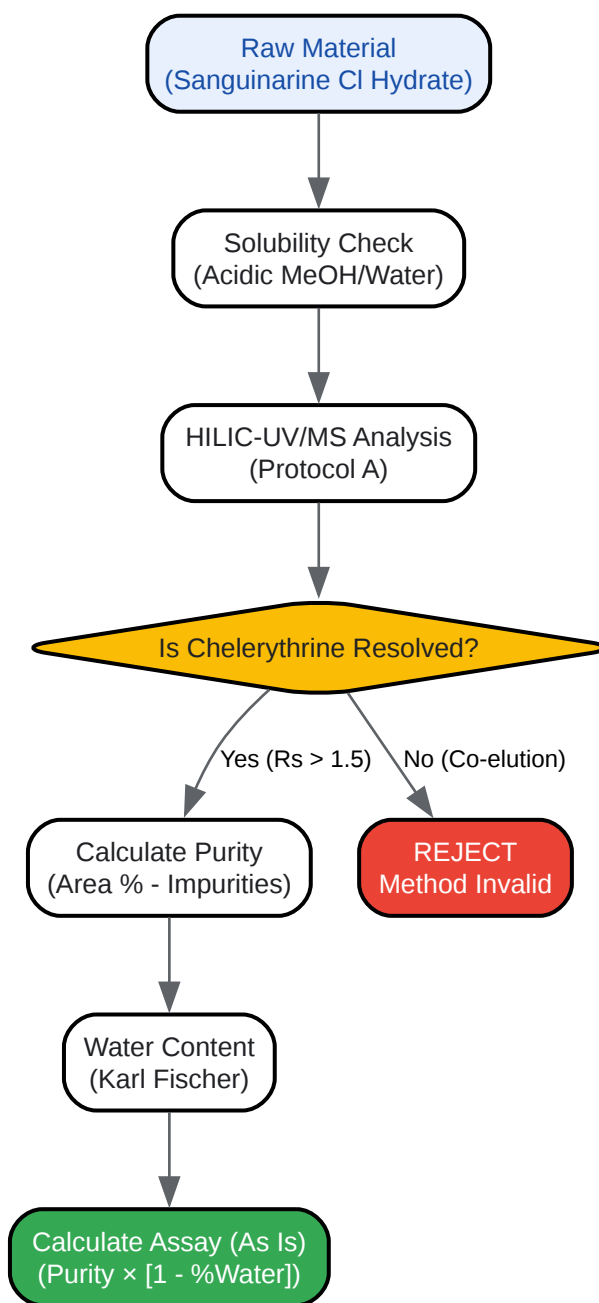 Raw Material
(Sanguinarine Cl Hydrate)
Solubility Check
(Acidic MeOH/Water)
HILIC-UV/MS Analysis
(Protocol A)
Is Chelerythrine Resolved?
Yes (Rs > 1.5)
No (Co-elution)
Calculate Purity
(Area % - Impurities)
REJECT
Method Invalid
Water Content
(Karl Fischer)
Calculate Assay (As Is)
(Purity × [1 - %Water])